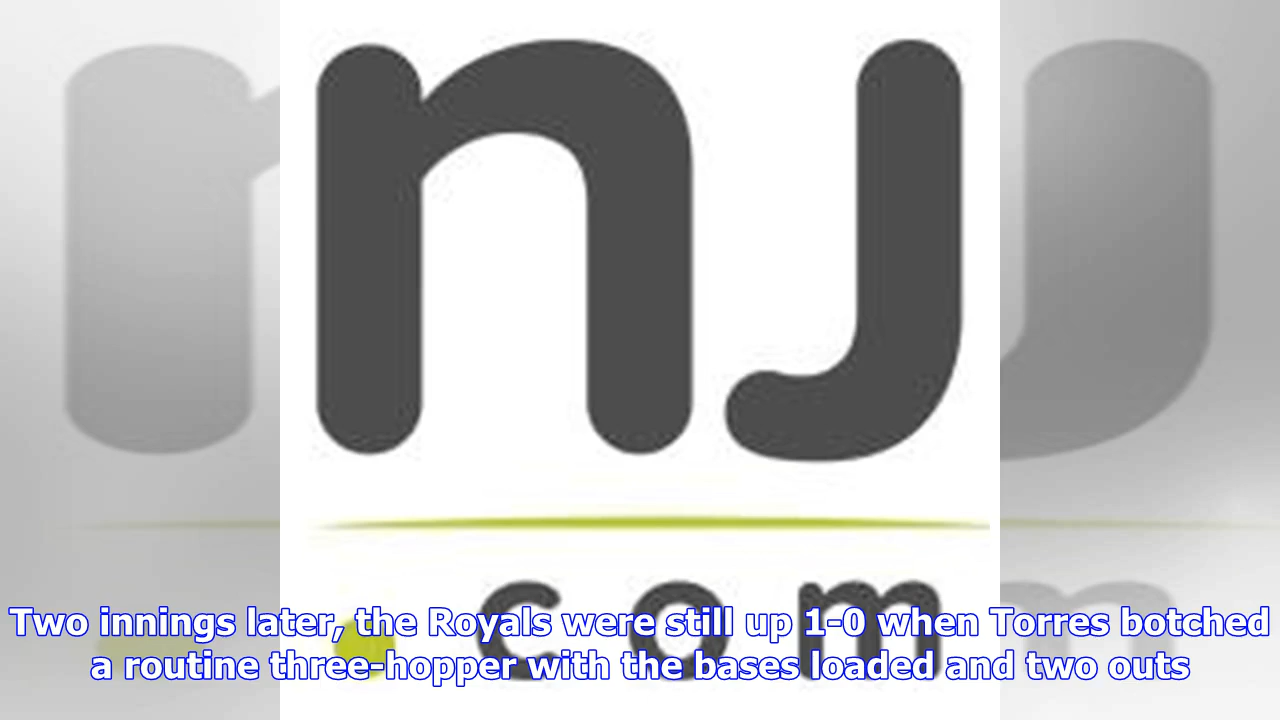 nj
.com
Two innings later, the Royals were still up 1-0 when Torres botched
a routine three-hopper with the bases loaded and two outs